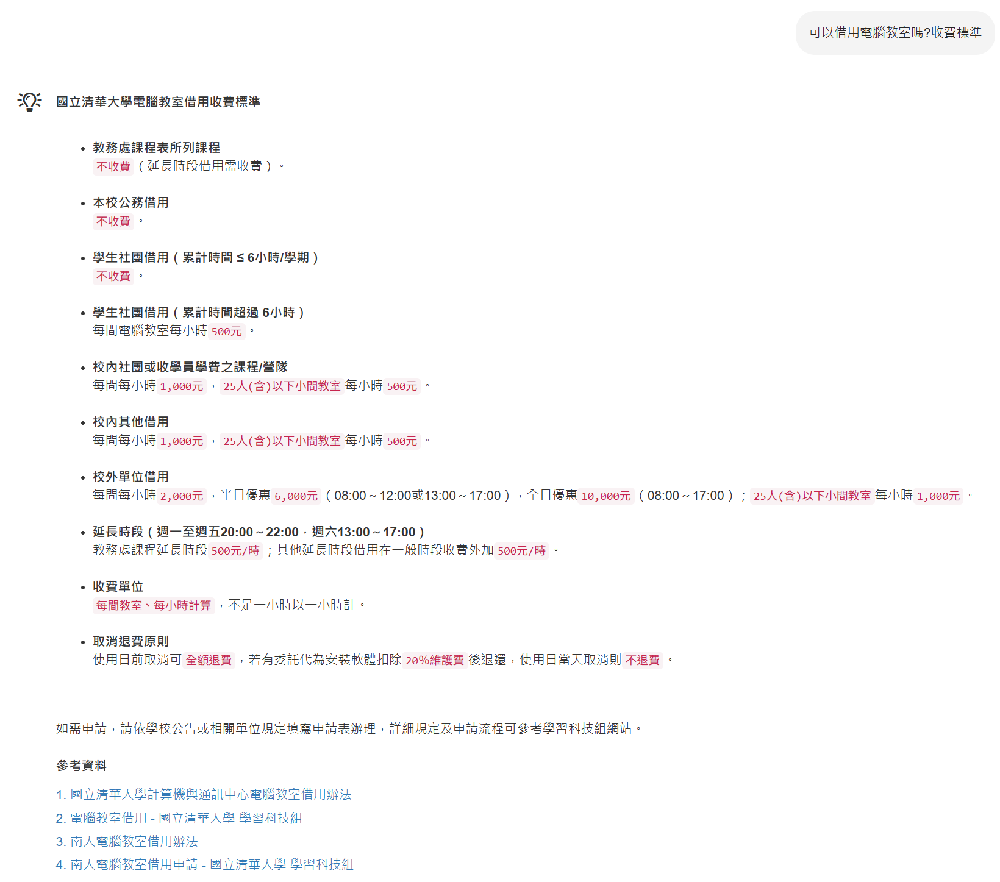 可以借用電腦教室嗎?收費標準
國立清華大學電腦教室借用收費標準
• 教務處課程表所列課程
不收費（延長時段借用需收費）。
• 本校公務借用
不收費。
• 學生社團借用（累計時間 ≤ 6小時/學期）
不收費。
• 學生社團借用（累計時間超過 6小時）
每間電腦教室每小時500元。
• 校內社團或收學員學費之課程/營隊
每間每小時1,000元，25人(含)以下小間教室每小時500元。
• 校內其他借用
每間每小時1,000元，25人(含)以下小間教室每小時500元。
• 校外單位借用
每間每小時2,000元，半日優惠6,000元（08:00～12:00或13:00～17:00），全日優惠10,000元（08:00～17:00）；25人(含)以下小間教室每小時1,000元。
• 延長時段（週一至週五20:00～22:00，週六13:00～17:00）
教務處課程延長時段500元/時；其他延長時段借用在一般時段收費外加500元/時。
• 收費單位
每間教室、每小時計算，不足一小時以一小時計。
• 取消退費原則
使用日前取消可全額退費，若有委託代為安裝軟體扣除20%維護費後退還，使用日當天取消則不退費。
如需申請，請依學校公告或相關單位規定填寫申請表辦理，詳細規定及申請流程可參考學習科技組網站。
參考資料
1. 國立清華大學計算機與通訊中心電腦教室借用辦法
2. 電腦教室借用 - 國立清華大學 學習科技組
3. 南大電腦教室借用辦法
4. 南大電腦教室借用申請 - 國立清華大學 學習科技組